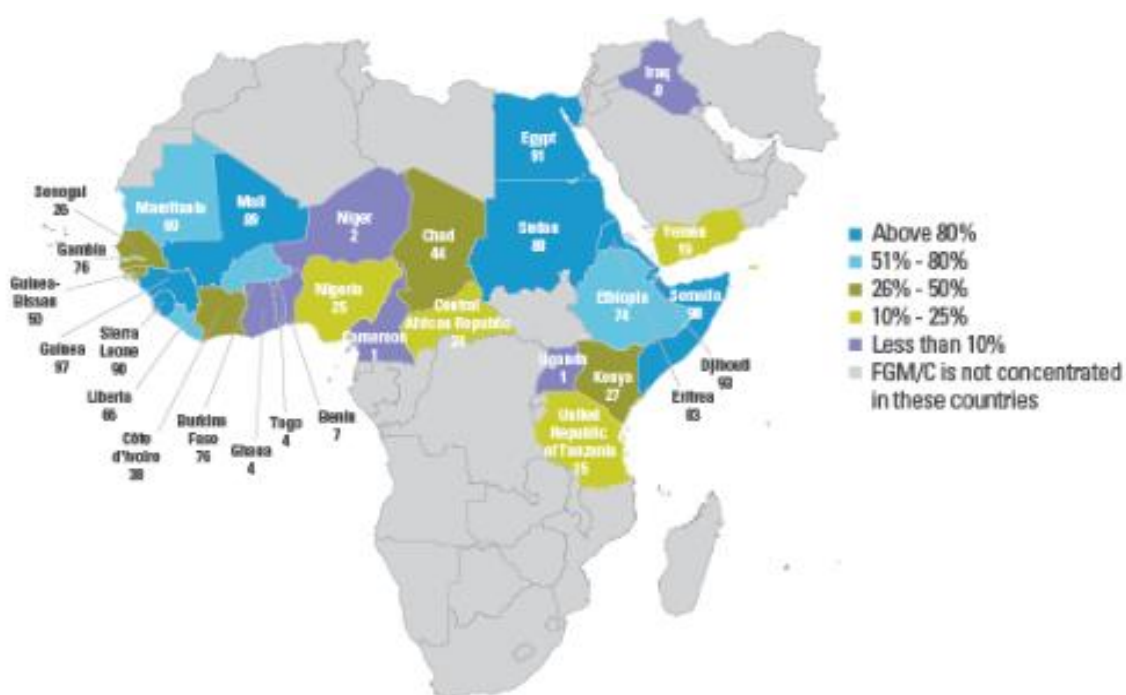 Iraq
8
Egypt
91
Senegal
26
Mauritania
69
Mali
89
Niger
2
Chad
44
Sudan
88
Yemen
19
Gambia
76
Guinea-
Bissau
50
Nigeria
25
Central
African Republic
24
Ethiopia
74
Somalia
98
Guinea
97
Sierra
Leone
90
Cameroon
1
Uganda
1
Kenya
27
Djibouti
93
Eritrea
83
Liberia
66
Côte
d'Ivoire
38
Burkina
Faso
76
Ghana
4
Togo
4
Benin
7
United
Republic
of Tanzania
15
Above 80%
51% - 80%
26% - 50%
10% - 25%
Less than 10%
FGM/C is not concentrated
in these countries